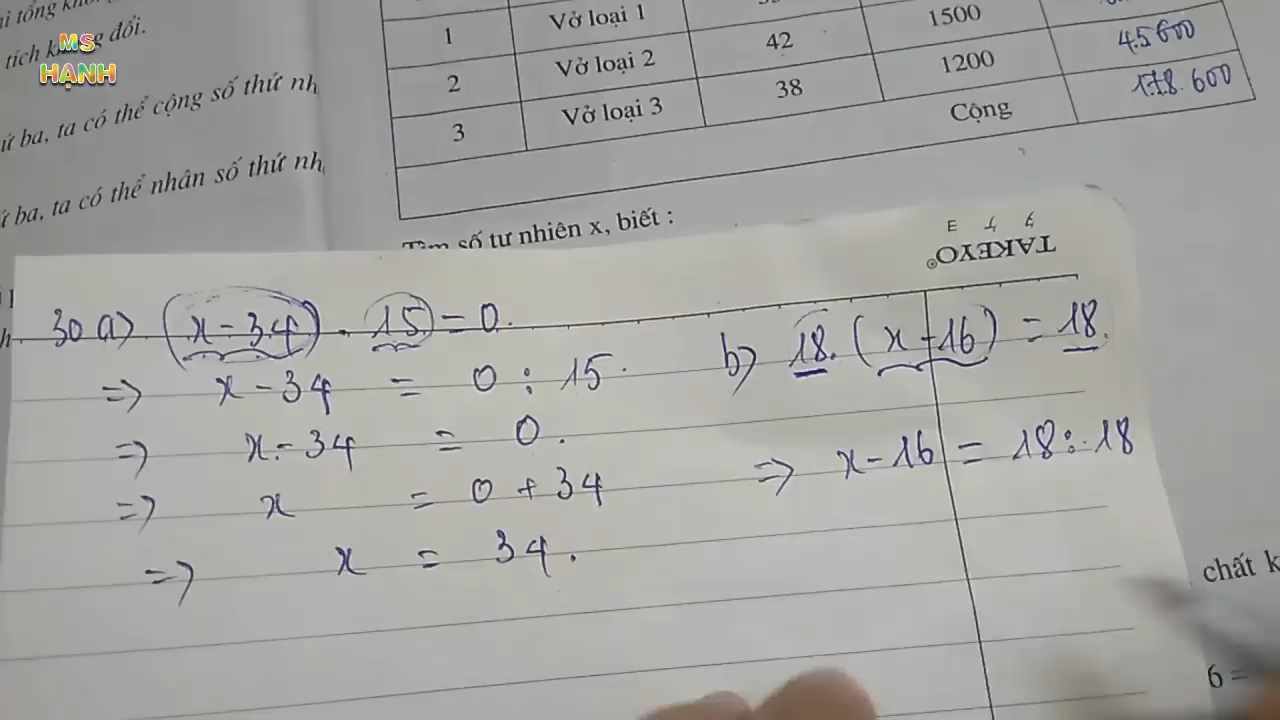 MS
HẠNH
tích không đổi.
ba, ta có thể cộng số thứ nh
ba, ta có thể nhân số thứ nh
1 Vở loại 1 1500
2 Vở loại 2 42 1200 45600
3 Vở loại 3 38
Cộng 178.600
Tìm số tự nhiên x, biết :
TAKEYO
30 a) (x - 34) . 15 = 0.
=> x - 34 = 0 : 15.
=> x - 34 = 0.
=> x = 0 + 34
=> x = 34.
b) 18. (x - 16) = 18.
=> x - 16 = 18 : 18
chất k
6 =